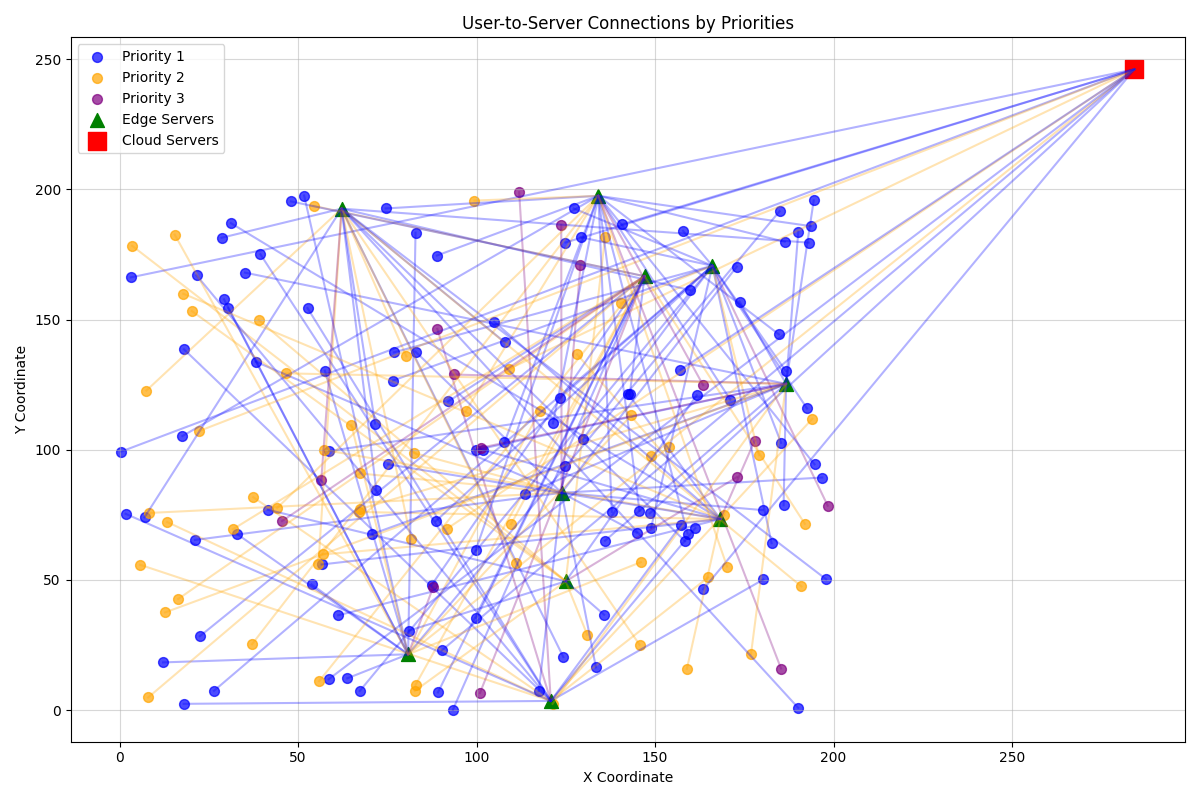 User-to-Server Connections by Priorities
Priority 1
Priority 2
Priority 3
Edge Servers
Cloud Servers
Y Coordinate
250
200
150
100
50
0
0 50 100 150 200 250
X Coordinate